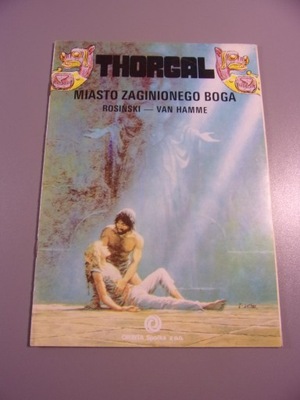 THORGAL
MIASTO ZAGINIONEGO BOGA
ROSIŃSKI — VAN HAMME